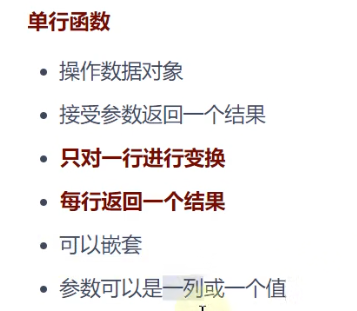 单行函数
操作数据对象
接受参数返回一个结果
只对一行进行变换
每行返回一个结果
可以嵌套
参数可以是一列或一个值